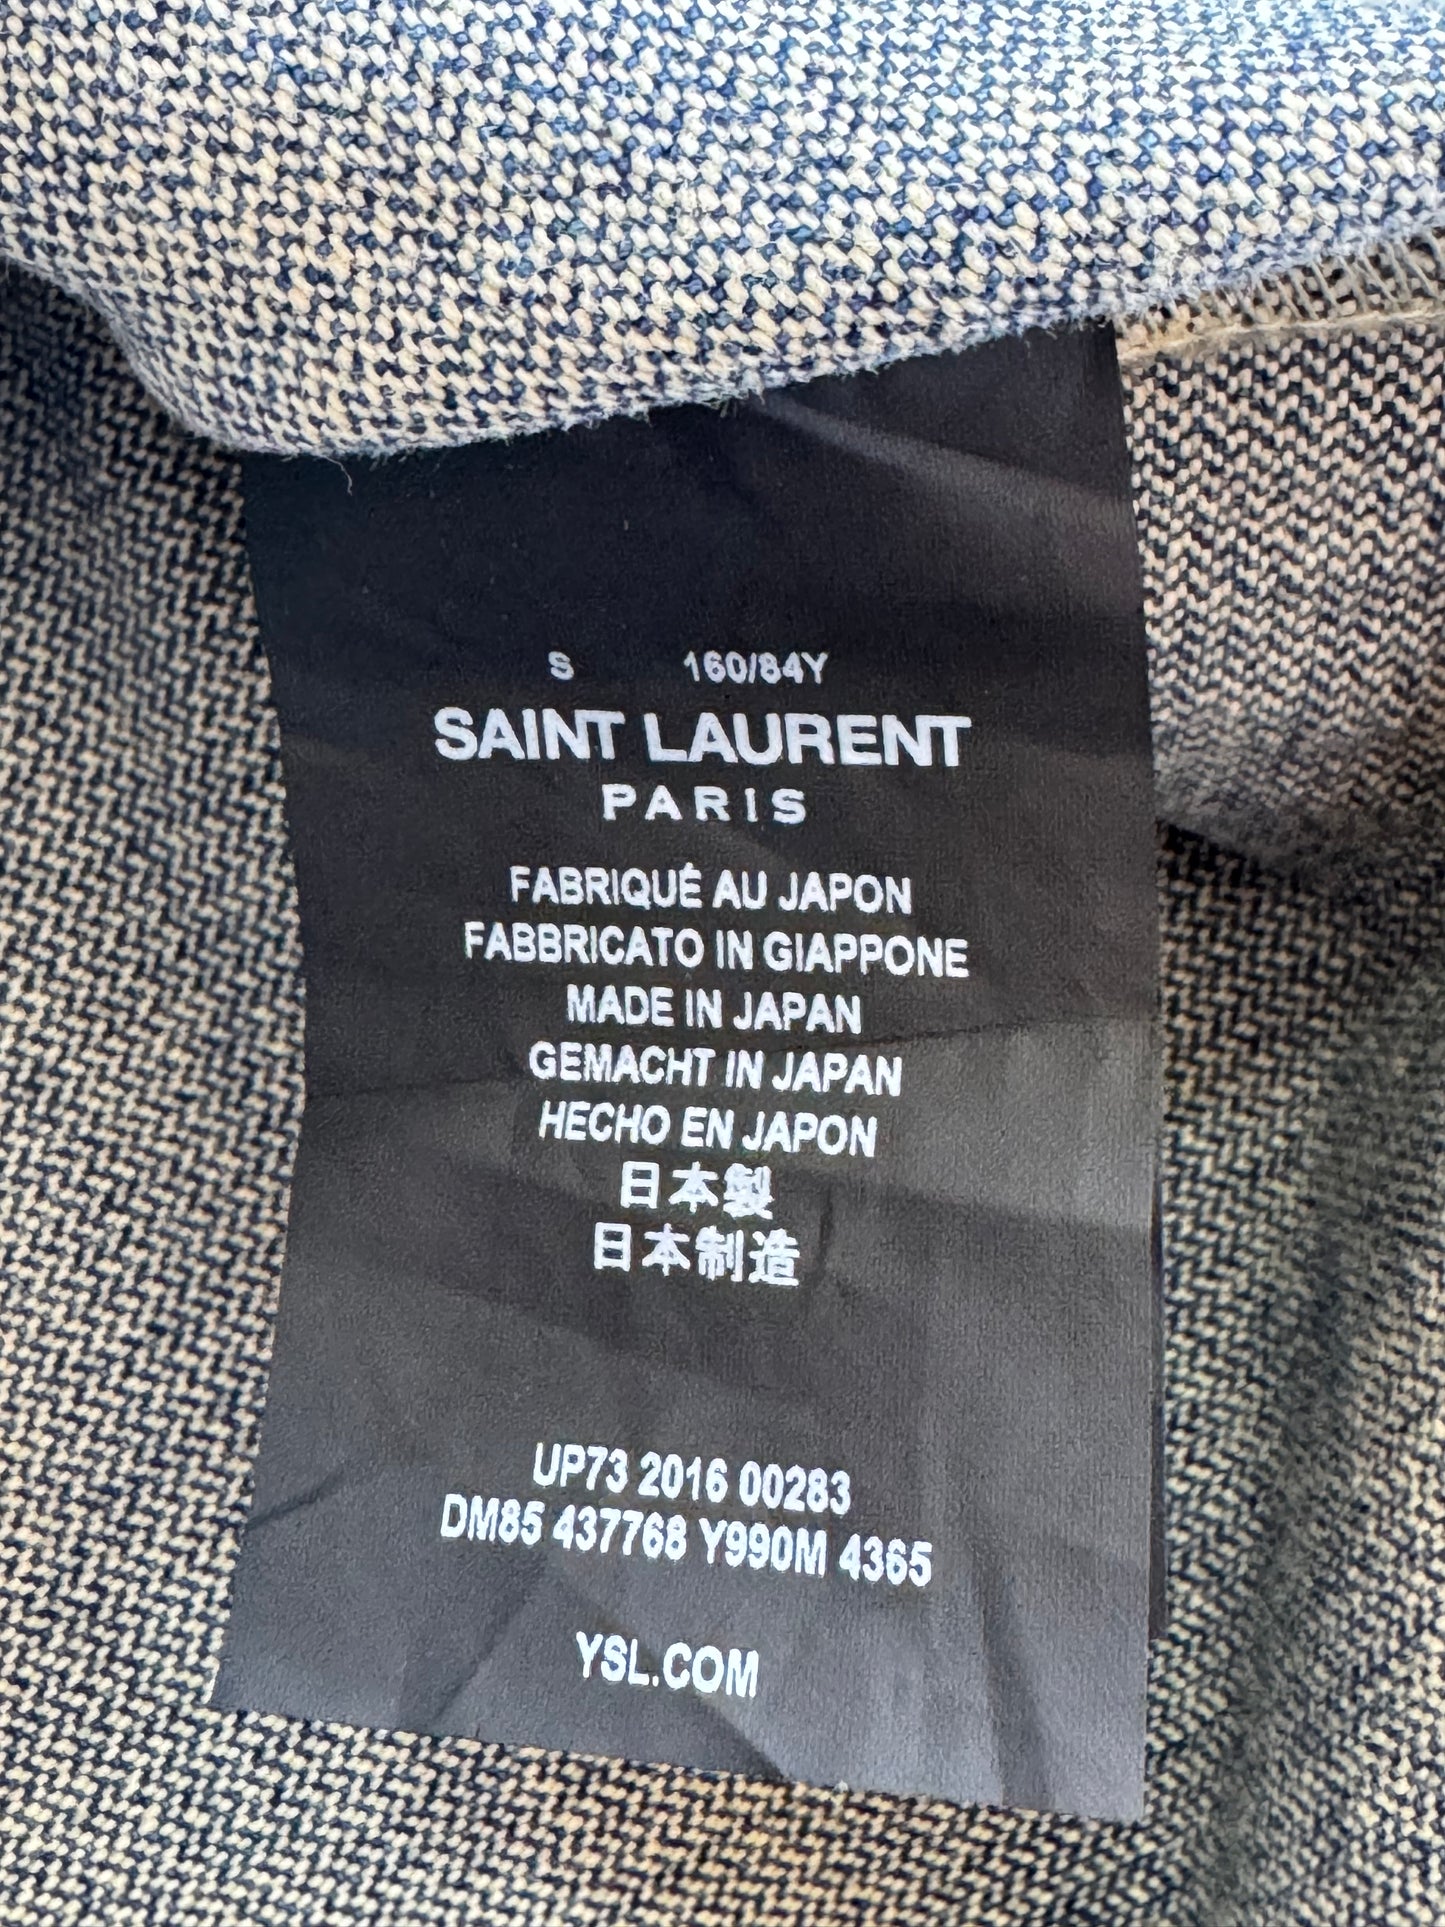 S 160/84Y
SAINT LAURENT
PARIS
FABRIQUÉ AU JAPON
FABBRICATO IN GIAPPONE
MADE IN JAPAN
GEMACHT IN JAPAN
HECHO EN JAPON
日本製
日本制造
UP73 2016 00283
DM85 437768 Y990M 4365
YSL.COM